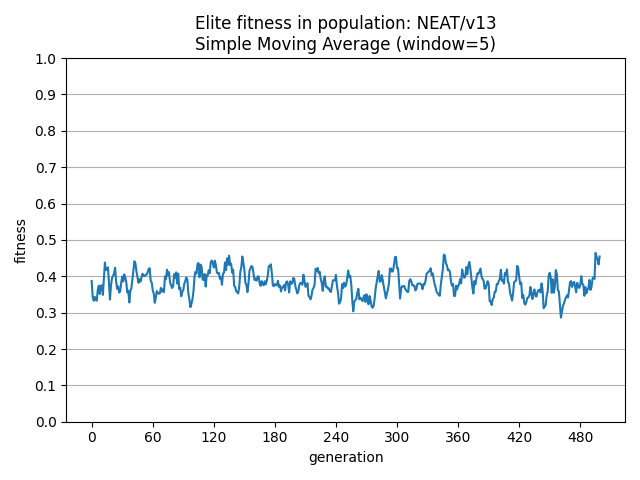 Elite fitness in population: NEAT/v13
Simple Moving Average (window=5)
1.0
0.9
0.8
0.7
0.6
0.5
0.4
0.3
0.2
0.1
0.0
fitness
0 60 120 180 240 300 360 420 480
generation